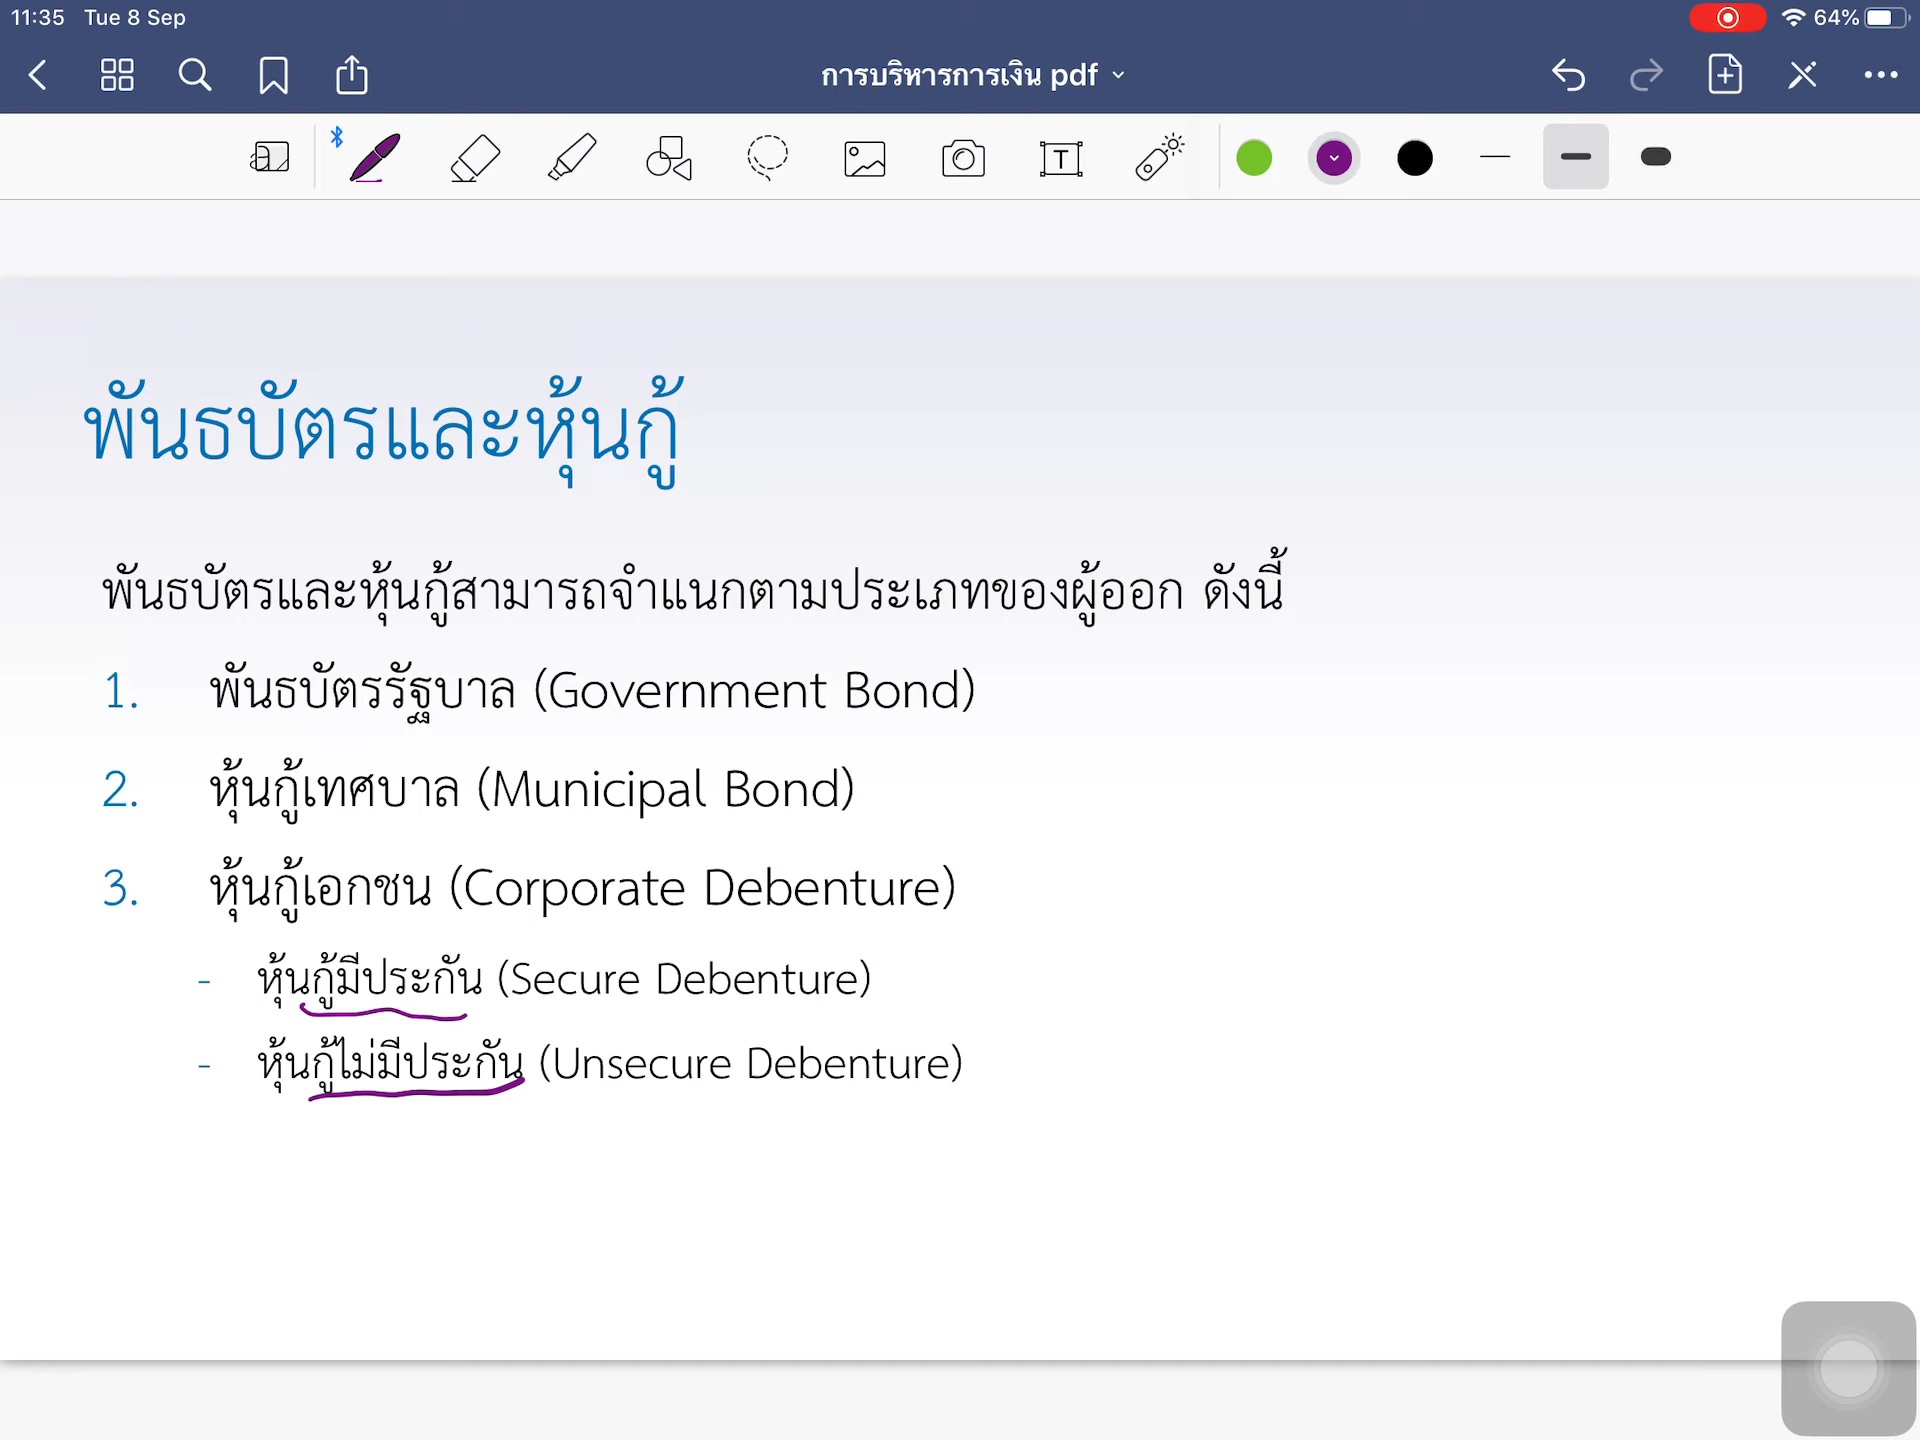 11:35 Tue 8 Sep 64%
การบริหารการเงิน pdf
พันธบัตรและหุ้นกู้
พันธบัตรและหุ้นกู้สามารถจำแนกตามประเภทของผู้ออก ดังนี้
1. พันธบัตรรัฐบาล (Government Bond)
2. หุ้นกู้เทศบาล (Municipal Bond)
3. หุ้นกู้เอกชน (Corporate Debenture)
- หุ้นกู้มีประกัน (Secure Debenture)
- หุ้นกู้ไม่มีประกัน (Unsecure Debenture)